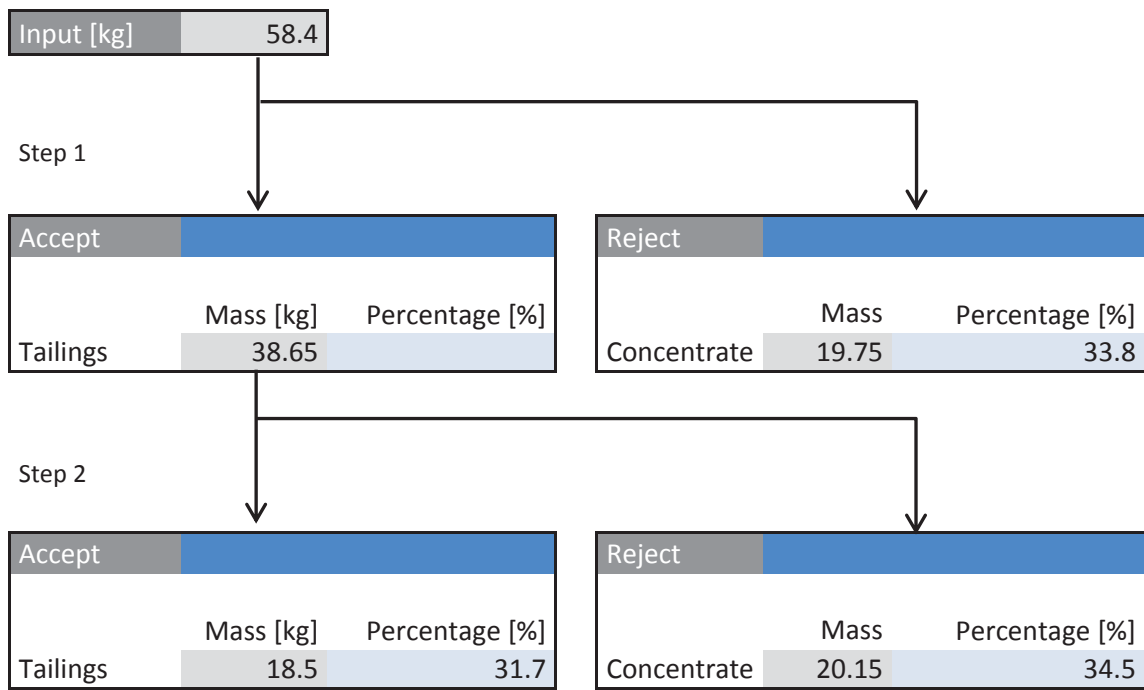 Input [kg] 58.4
Step 1
Accept
Mass [kg] Percentage [%]
Tailings 38.65
Reject
Mass Percentage [%]
Concentrate 19.75 33.8
Step 2
Accept
Mass [kg] Percentage [%]
Tailings 18.5 31.7
Reject
Mass Percentage [%]
Concentrate 20.15 34.5